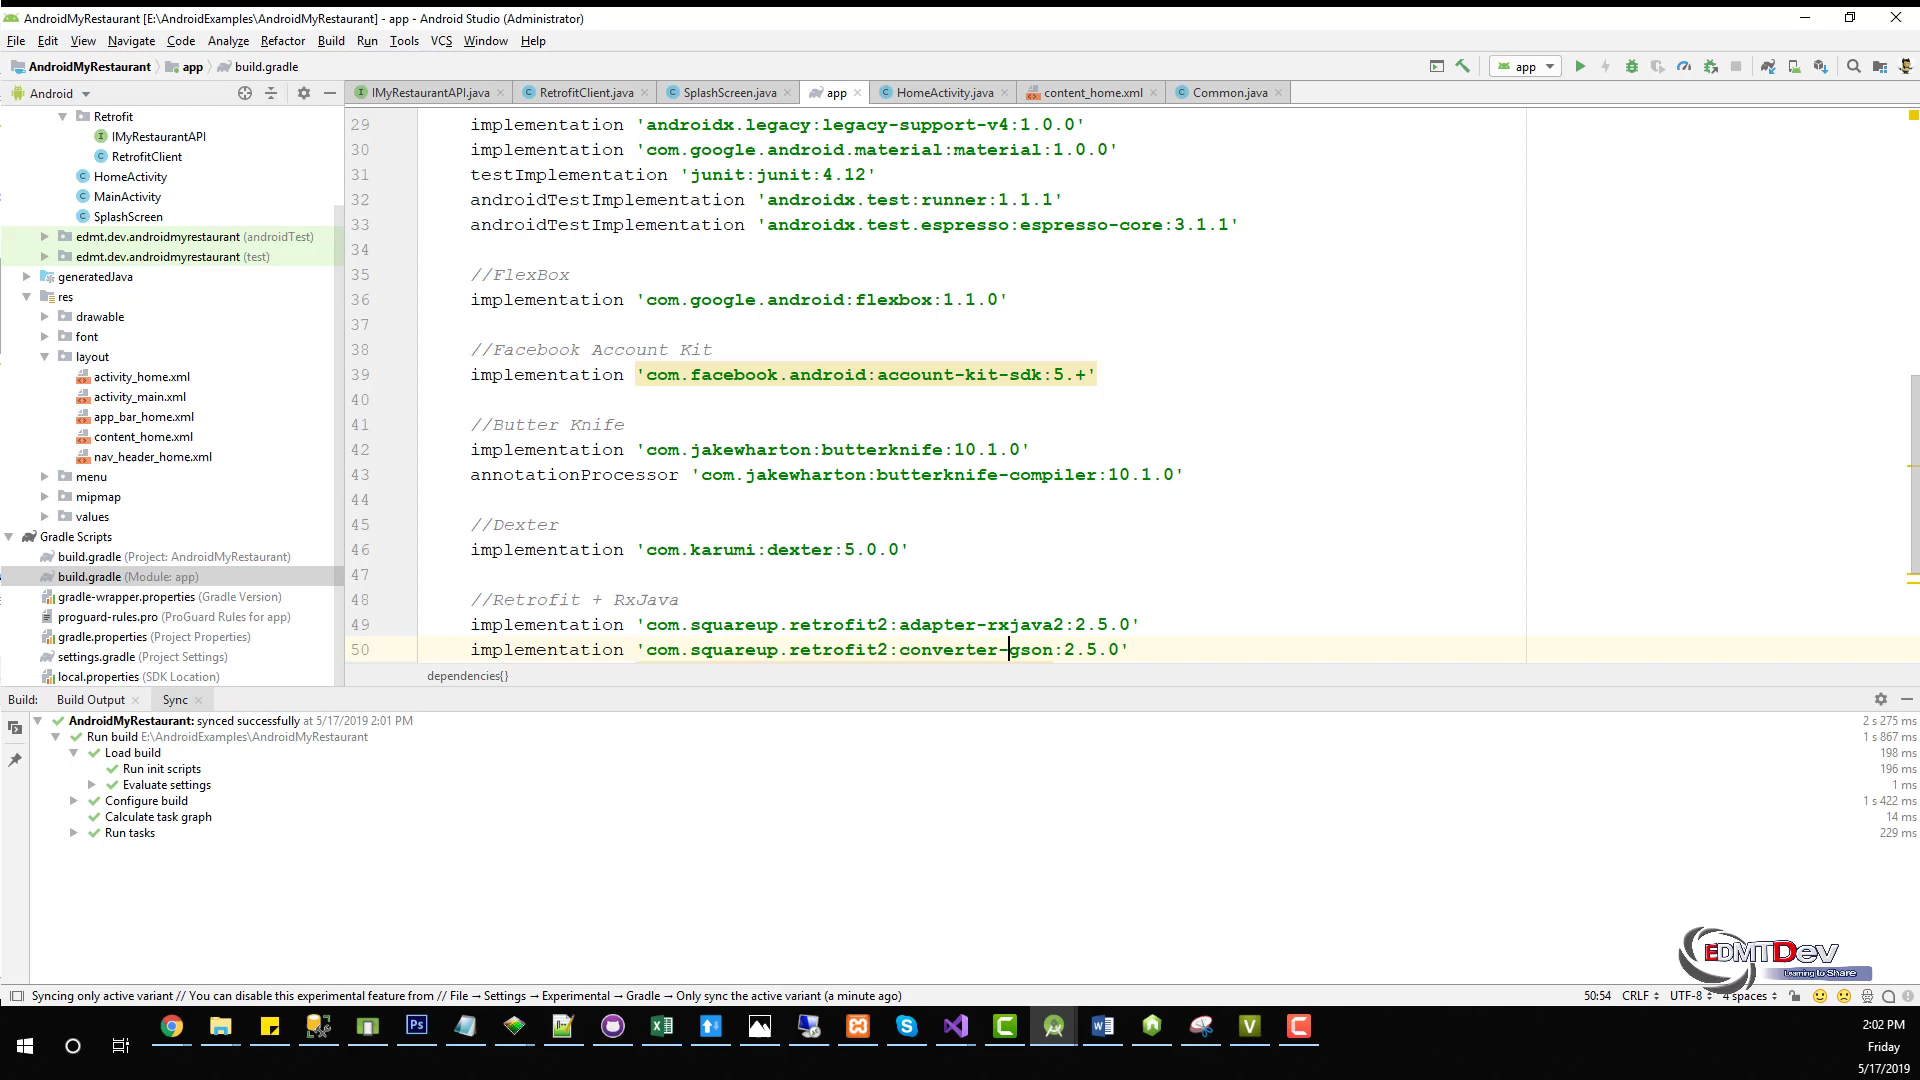 AndroidMyRestaurant [E:\AndroidExamples\AndroidMyRestaurant] - app - Android Studio (Administrator)
File Edit View Navigate Code Analyze Refactor Build Run Tools VCS Window Help
AndroidMyRestaurant app build.gradle
app
Android
IMyRestaurantAPI.java RetrofitClient.java SplashScreen.java app HomeActivity.java content_home.xml Common.java
Retrofit
IMyRestaurantAPI
RetrofitClient
HomeActivity
MainActivity
SplashScreen
edmt.dev.androidmyrestaurant (androidTest)
edmt.dev.androidmyrestaurant (test)
generatedJava
res
drawable
font
layout
activity_home.xml
activity_main.xml
app_bar_home.xml
content_home.xml
nav_header_home.xml
menu
mipmap
values
Gradle Scripts
build.gradle (Project: AndroidMyRestaurant)
build.gradle (Module: app)
gradle-wrapper.properties (Gradle Version)
proguard-rules.pro (ProGuard Rules for app)
gradle.properties (Project Properties)
settings.gradle (Project Settings)
local.properties (SDK Location)
29 implementation 'androidx.legacy:legacy-support-v4:1.0.0'
30 implementation 'com.google.android.material:material:1.0.0'
31 testImplementation 'junit:junit:4.12'
32 androidTestImplementation 'androidx.test:runner:1.1.1'
33 androidTestImplementation 'androidx.test.espresso:espresso-core:3.1.1'
34
35 //FlexBox
36 implementation 'com.google.android:flexbox:1.1.0'
37
38 //Facebook Account Kit
39 implementation 'com.facebook.android:account-kit-sdk:5.+'
40
41 //Butter Knife
42 implementation 'com.jakewharton:butterknife:10.1.0'
43 annotationProcessor 'com.jakewharton:butterknife-compiler:10.1.0'
44
45 //Dexter
46 implementation 'com.karumi:dexter:5.0.0'
47
48 //Retrofit + RxJava
49 implementation 'com.squareup.retrofit2:adapter-rxjava2:2.5.0'
50 implementation 'com.squareup.retrofit2:converter-gson:2.5.0'
dependencies{}
Build: Build Output Sync
AndroidMyRestaurant: synced successfully at 5/17/2019 2:01 PM 2 s 275 ms
Run build E:\AndroidExamples\AndroidMyRestaurant 1 s 867 ms
Load build 198 ms
Run init scripts 196 ms
Evaluate settings 1 ms
Configure build 1 s 422 ms
Calculate task graph 14 ms
Run tasks 229 ms
EDMTDev
Learning to Share
Syncing only active variant // You can disable this experimental feature from // File → Settings → Experimental → Gradle → Only sync the active variant (a minute ago) 50:54 CRLF UTF-8 4 spaces
2:02 PM
Friday
5/17/2019